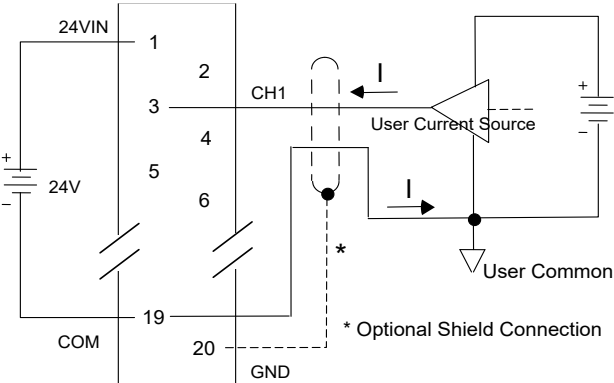 24VIN
1
2
3
CH1
I
User Current Source
+
−
4
5
6
+
24V
−
I
*
User Common
19
COM
* Optional Shield Connection
20
GND